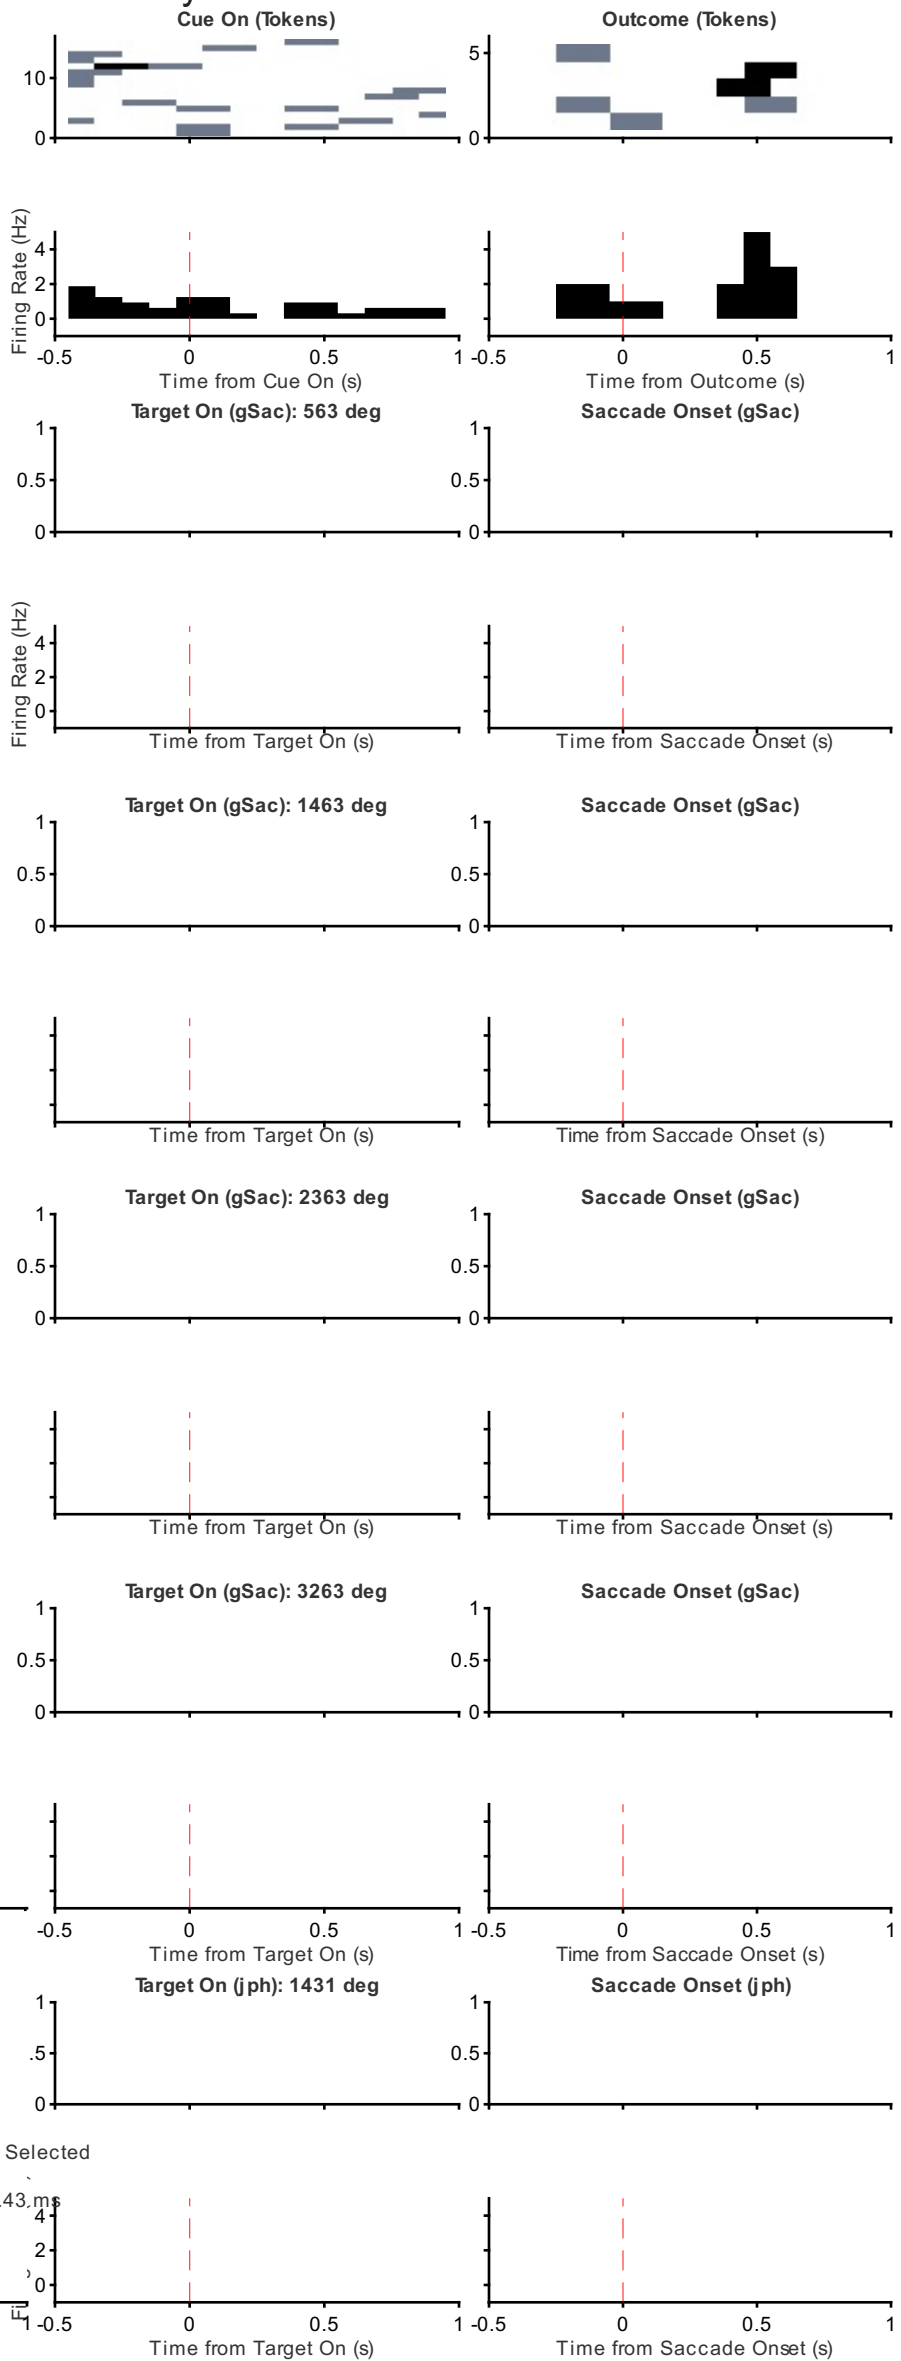 y
Cue On (Tokens) Outcome (Tokens)
10 5
0 0
Firing Rate (Hz)
4
2
0
-0.5 0 0.5 1 -0.5 0 0.5 1
Time from Cue On (s) Time from Outcome (s)
Target On (gSac): 563 deg Saccade Onset (gSac)
1 1
0.5 0.5
0 0
Firing Rate (Hz)
4
2
0
Time from Target On (s) Time from Saccade Onset (s)
Target On (gSac): 1463 deg Saccade Onset (gSac)
1 1
0.5 0.5
0 0
Time from Target On (s) Time from Saccade Onset (s)
Target On (gSac): 2363 deg Saccade Onset (gSac)
1 1
0.5 0.5
0 0
Time from Target On (s) Time from Saccade Onset (s)
Target On (gSac): 3263 deg Saccade Onset (gSac)
1 1
0.5 0.5
0 0
-0.5 0 0.5 1 -0.5 0 0.5 1
Time from Target On (s) Time from Saccade Onset (s)
Target On (jph): 1431 deg Saccade Onset (jph)
1 1
.5 0.5
0 0
Selected
.43 ms
4
2
0
Fi
1 -0.5 0 0.5 1 -0.5 0 0.5 1
Time from Target On (s) Time from Saccade Onset (s)